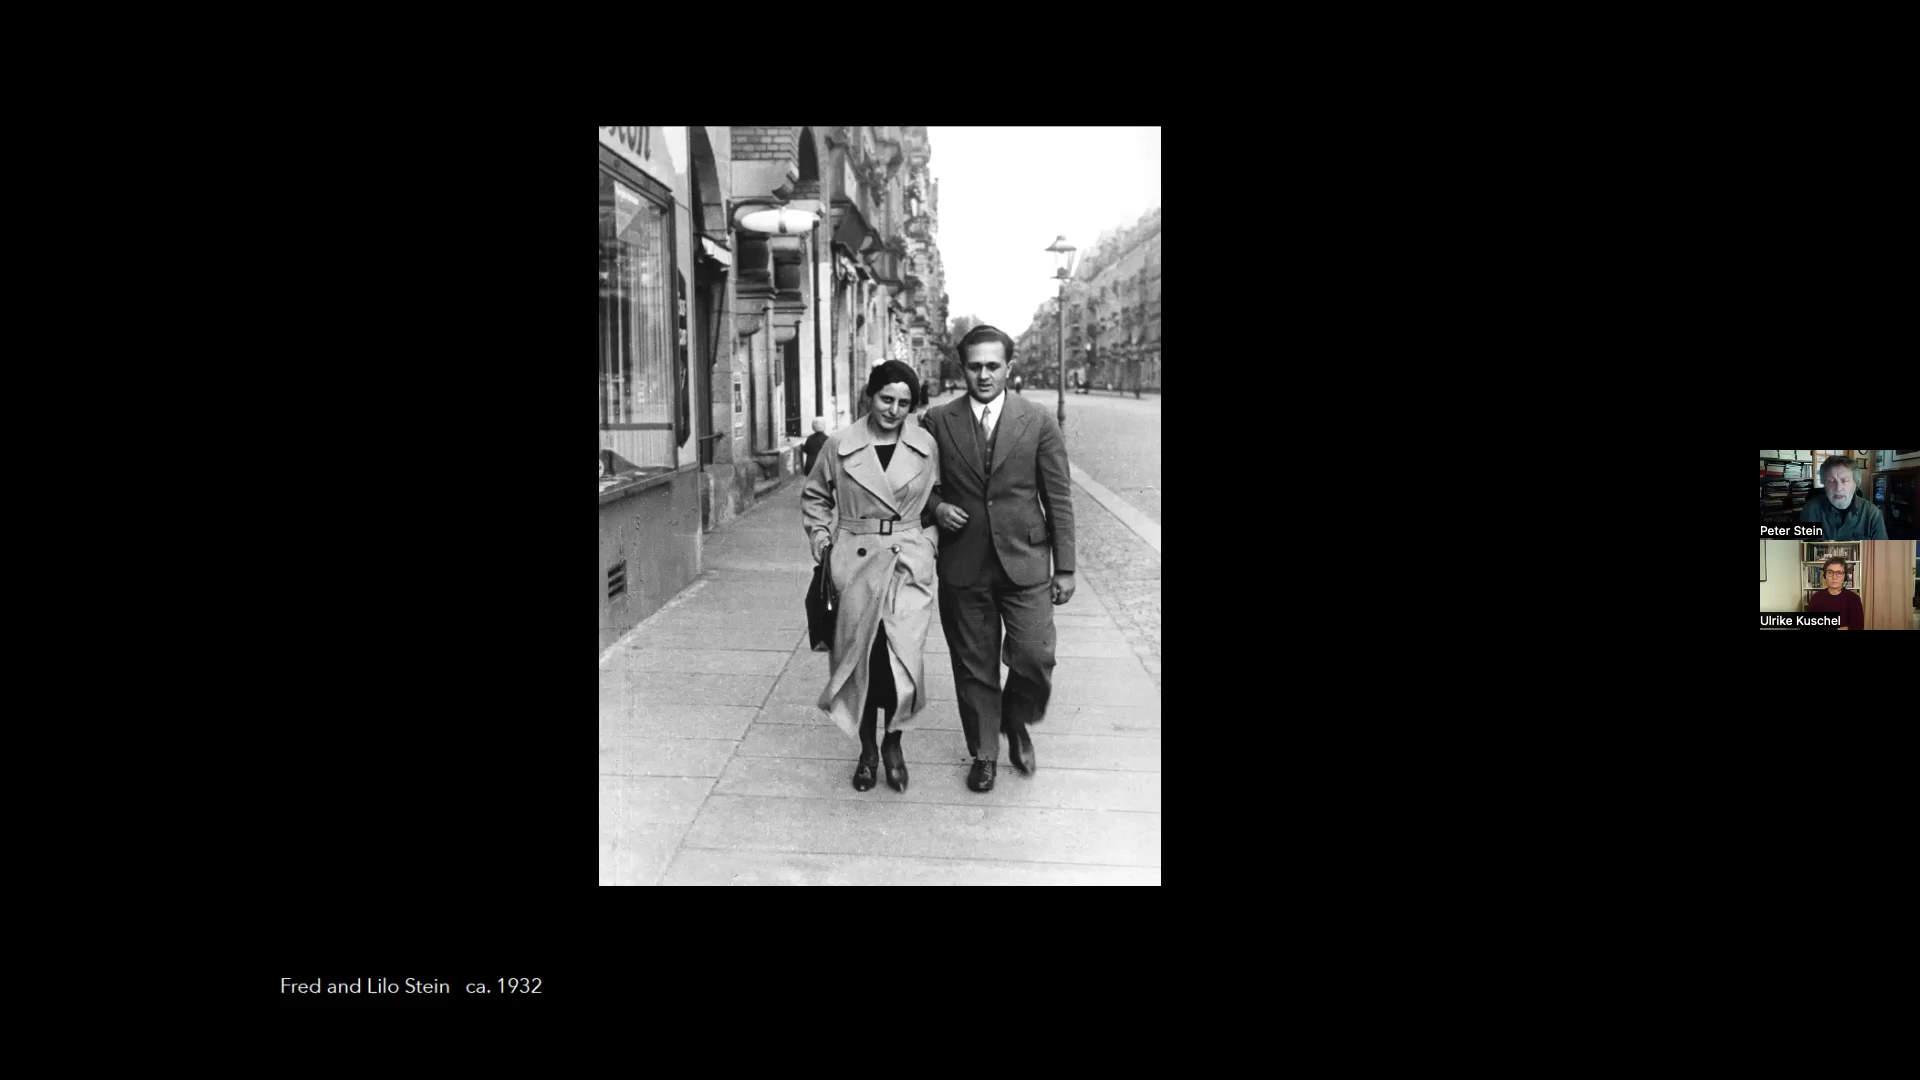 Fred and Lilo Stein ca. 1932
Peter Stein
Ulrike Kuschel